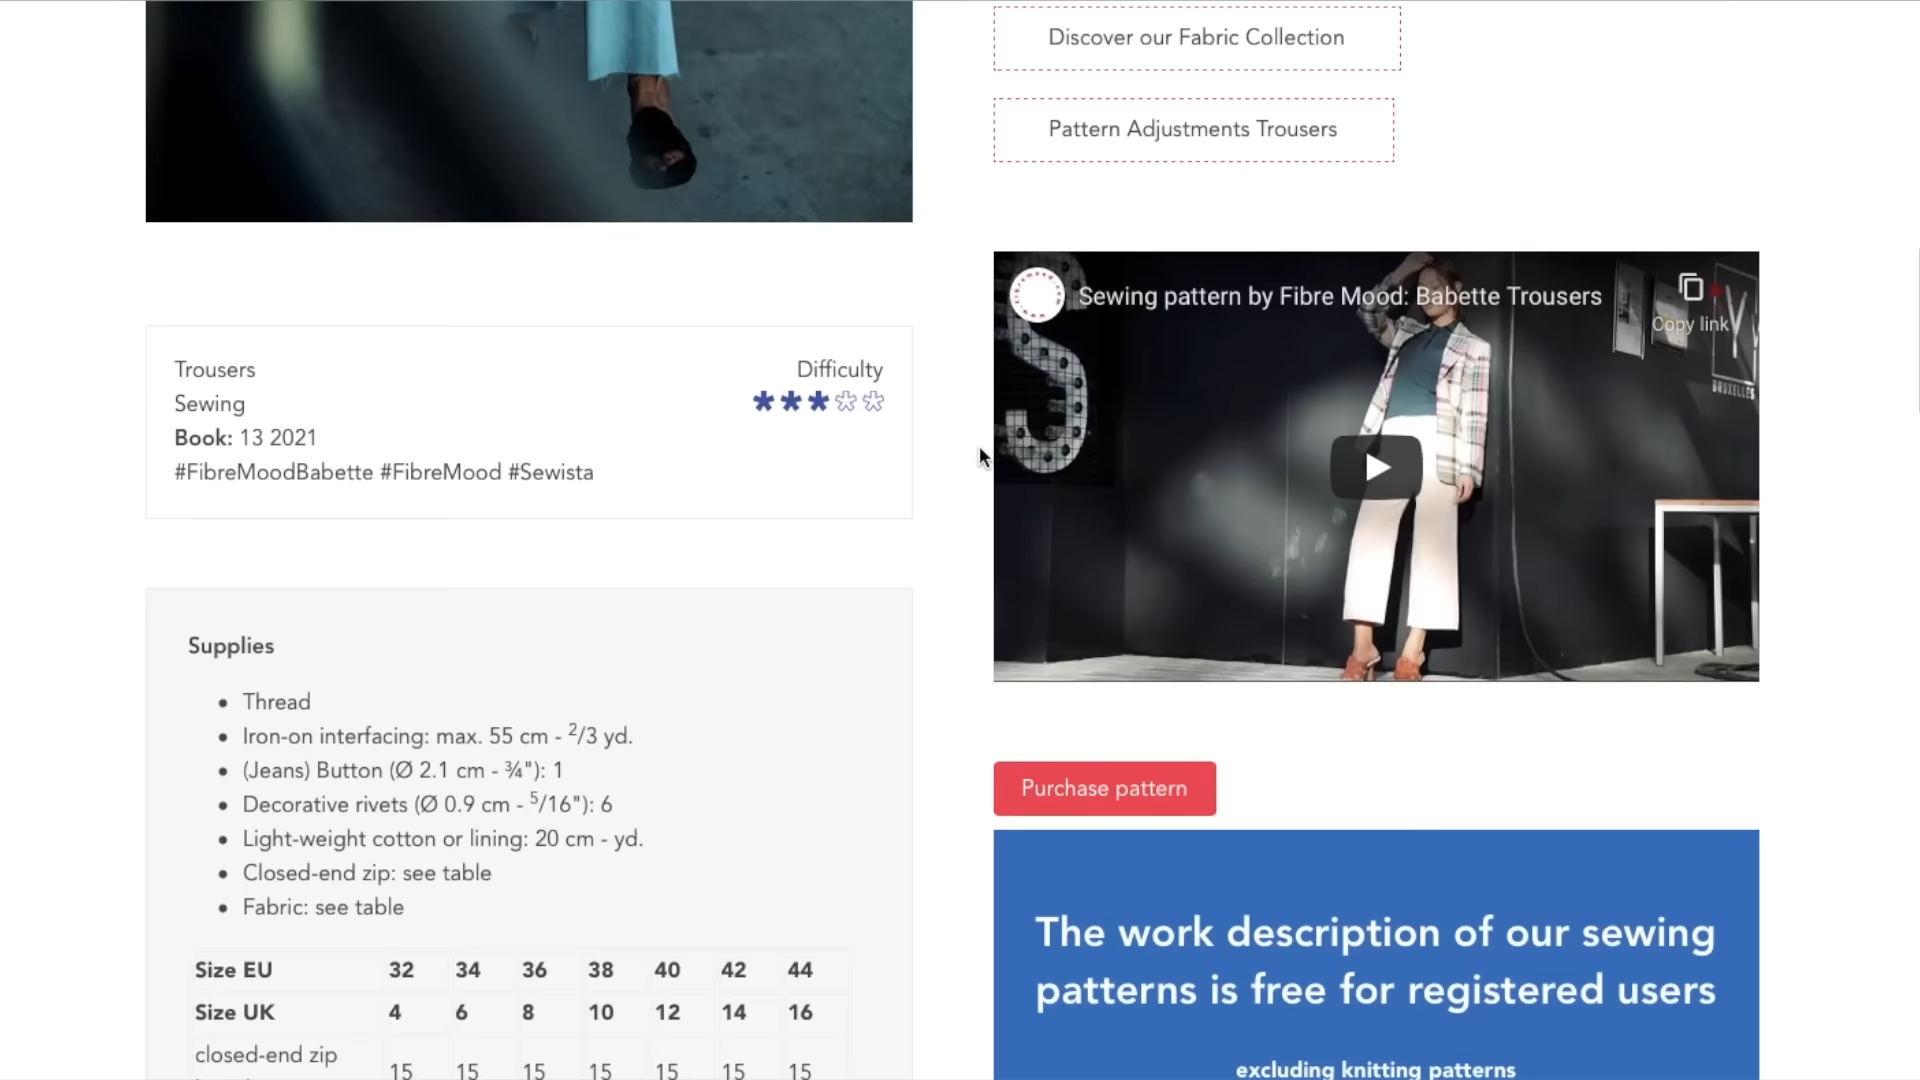 Discover our Fabric Collection
Pattern Adjustments Trousers
Sewing pattern by Fibre Mood: Babette Trousers
Copy link
S
BRUXELLES
Trousers
Difficulty
Sewing
Book: 13 2021
#FibreMoodBabette #FibreMood #Sewista
Supplies
• Thread
• Iron-on interfacing: max. 55 cm - 2/3 yd.
• (Jeans) Button (Ø 2.1 cm - ¾"): 1
• Decorative rivets (Ø 0.9 cm - 5/16"): 6
• Light-weight cotton or lining: 20 cm - yd.
• Closed-end zip: see table
• Fabric: see table
Size EU 32 34 36 38 40 42 44
Size UK 4 6 8 10 12 14 16
closed-end zip
15 15 15 15 15 15 15
Purchase pattern
The work description of our sewing
patterns is free for registered users
excluding knitting patterns